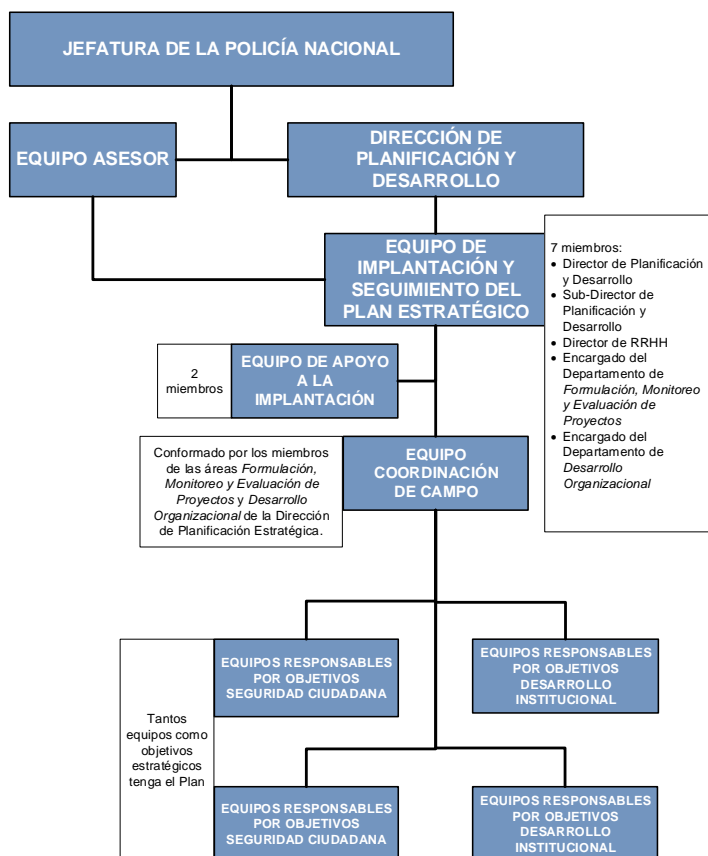 JEFATURA DE LA POLICÍA NACIONAL
EQUIPO ASESOR
DIRECCIÓN DE
PLANIFICACIÓN Y
DESARROLLO
EQUIPO DE
IMPLANTACIÓN Y
SEGUIMIENTO DEL
PLAN ESTRATÉGICO
7 miembros:
• Director de Planificación
y Desarrollo
• Sub-Director de
Planificación y
Desarrollo
• Director de RRHH
• Encargado del
Departamento de
Formulación, Monitoreo
y Evaluación de
Proyectos
• Encargado del
Departamento de
Desarrollo
Organizacional
2
miembros
EQUIPO DE APOYO
A LA
IMPLANTACIÓN
Conformado por los miembros
de las áreas Formulación,
Monitoreo y Evaluación de
Proyectos y Desarrollo
Organizacional de la Dirección
de Planificación Estratégica.
EQUIPO
COORDINACIÓN
DE CAMPO
Tantos
equipos como
objetivos
estratégicos
tenga el Plan
EQUIPOS RESPONSABLES
POR OBJETIVOS
SEGURIDAD CIUDADANA
EQUIPOS RESPONSABLES
POR OBJETIVOS
DESARROLLO
INSTITUCIONAL
EQUIPOS RESPONSABLES
POR OBJETIVOS
SEGURIDAD CIUDADANA
EQUIPOS RESPONSABLES
POR OBJETIVOS
DESARROLLO
INSTITUCIONAL